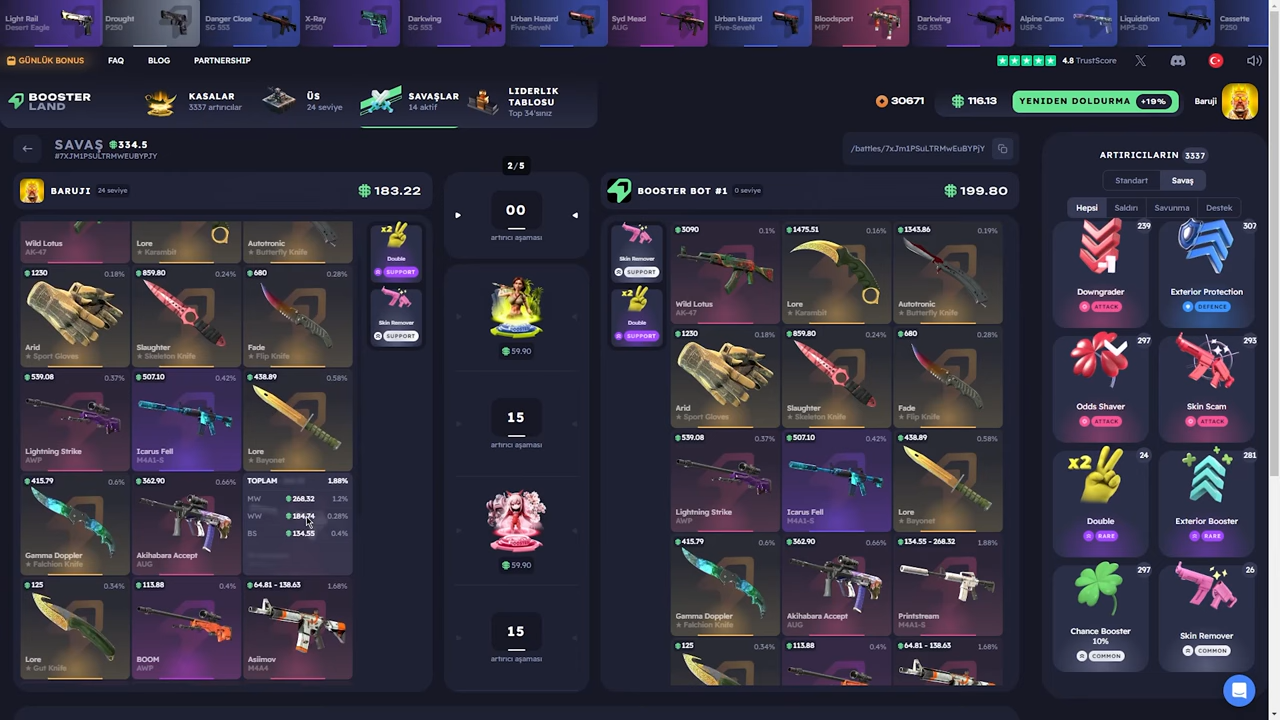 Light Rail
Desert Eagle
Drought
P250
Danger Close
SG 553
X-Ray
P250
Darkwing
SG 553
Urban Hazard
Five-SeveN
Syd Mead
AUG
Urban Hazard
Five-SeveN
Bloodsport
MP7
Darkwing
SG 553
Alpine Camo
USP-S
Liquidation
MP5-SD
Cassette
P250
GÜNLÜK BONUS
FAQ
BLOG
PARTNERSHIP
4.8 TrustScore
BOOSTER
LAND
KASALAR
3337 artırıcılar
ÜS
24 seviye
SAVAŞLAR
14 aktif
LIDERLIK
TABLOSU
Top 34'sınız
30671
116.13
YENIDEN DOLDURMA +19%
Baruji
SAVAŞ 334.5
#7XJM1PSULTRMWEUBYPJY
2/5
/battles/7xJm1PSuLTRMwEuBYPjY
BARUJI 24 seviye 183.22
00
artırıcı aşaması
59.90
15
artırıcı aşaması
59.90
15
artırıcı aşaması
BOOSTER BOT #1 0 seviye 199.80
Wild Lotus
AK-47
Lore
★ Karambit
Autotronic
★ Butterfly Knife
1230 0.18%
Arid
★ Sport Gloves
859.80 0.24%
Slaughter
★ Skeleton Knife
680 0.28%
Fade
★ Flip Knife
539.08 0.37%
Lightning Strike
AWP
507.10 0.42%
Icarus Fell
M4A1-S
438.89 0.58%
Lore
★ Bayonet
415.79 0.6%
Gamma Doppler
★ Falchion Knife
362.90 0.66%
Akihabara Accept
AUG
TOPLAM 1.88%
MW 268.32 1.2%
WW 184.74 0.28%
BS 134.55 0.4%
125 0.34%
Lore
★ Gut Knife
113.88 0.4%
BOOM
AWP
64.81 - 138.63 1.68%
Asiimov
M4A4
x2
Double
SUPPORT
Skin Remover
SUPPORT
Skin Remover
SUPPORT
x2
Double
SUPPORT
3090 0.1%
Wild Lotus
AK-47
1475.51 0.16%
Lore
★ Karambit
1343.86 0.19%
Autotronic
★ Butterfly Knife
1230 0.18%
Arid
★ Sport Gloves
859.80 0.24%
Slaughter
★ Skeleton Knife
680 0.28%
Fade
★ Flip Knife
539.08 0.37%
Lightning Strike
AWP
507.10 0.42%
Icarus Fell
M4A1-S
438.89 0.58%
Lore
★ Bayonet
415.79 0.6%
Gamma Doppler
★ Falchion Knife
362.90 0.66%
Akihabara Accept
AUG
134.55 - 268.32 1.88%
Printstream
M4A1-S
125 0.34%
113.88 0.4%
64.81 - 138.63 1.68%
ARTIRICILARIN 3337
Standart
Savaş
Hepsi
Saldırı
Savunma
Destek
239
Downgrader
ATTACK
307
Exterior Protection
DEFENCE
297
Odds Shaver
ATTACK
293
Skin Scam
ATTACK
24
x2
Double
RARE
281
Exterior Booster
RARE
297
Chance Booster
10%
COMMON
26
Skin Remover
COMMON